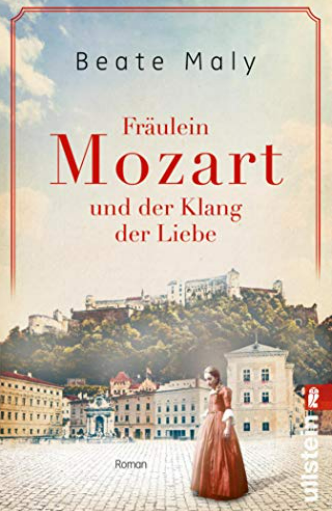 Beate Maly
Fräulein
Mozart
und der Klang
der Liebe
Roman
ullstein